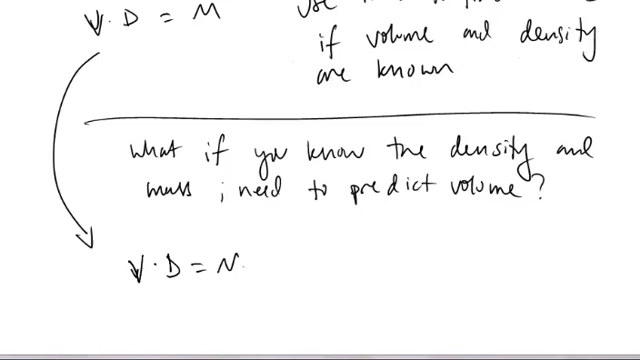 V · D = M
if volume and density
are known
what if you know the density and
mass ; need to predict volume?
V · D =